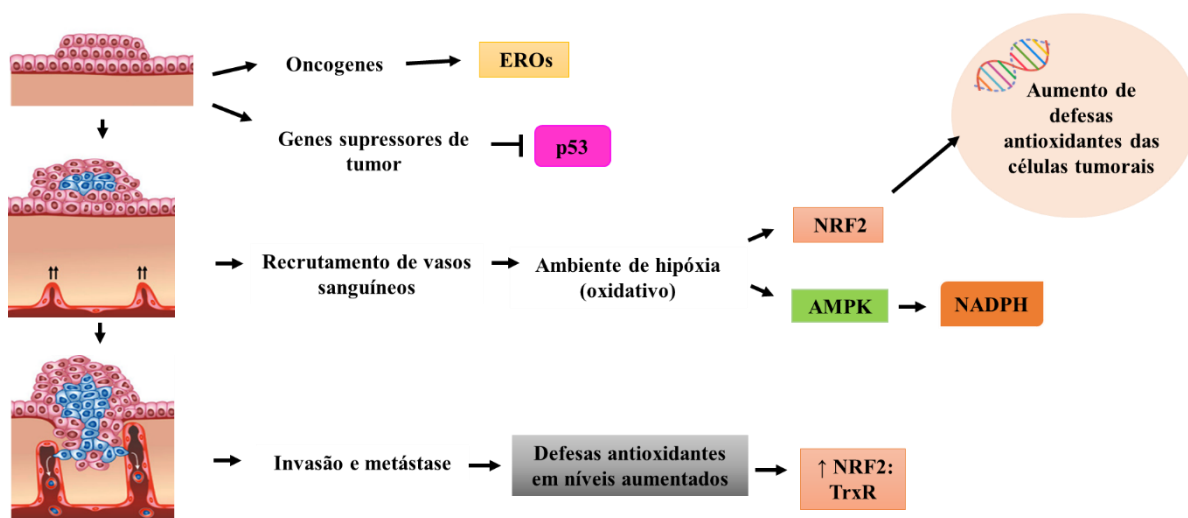 Oncogenes
EROs
Genes supressores de
tumor
p53
Aumento de
defesas
antioxidantes das
células tumorais
NRF2
Recrutamento de vasos
sanguíneos
Ambiente de hipóxia
(oxidativo)
AMPK
NADPH
Invasão e metástase
Defesas antioxidantes
em níveis aumentados
↑ NRF2:
TrxR